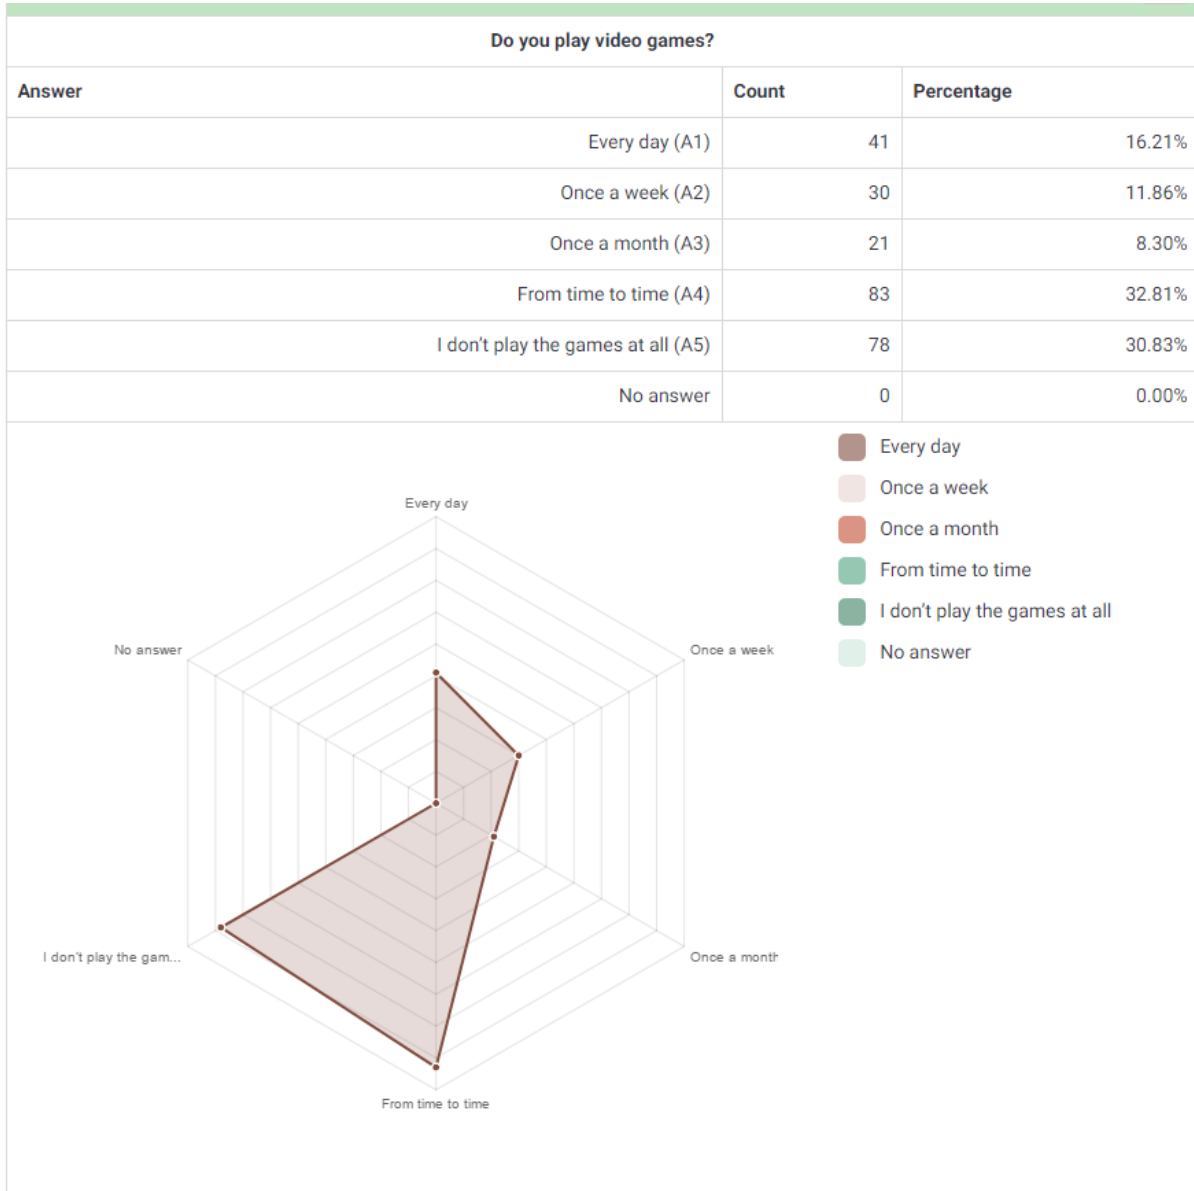 Do you play video games?
Answer Count Percentage
Every day (A1) 41 16.21%
Once a week (A2) 30 11.86%
Once a month (A3) 21 8.30%
From time to time (A4) 83 32.81%
I don't play the games at all (A5) 78 30.83%
No answer 0 0.00%
Every day
Once a week
Once a month
From time to time
I don't play the games at all
No answer
Every day
Once a week
Once a month
From time to time
I don't play the gam...
No answer